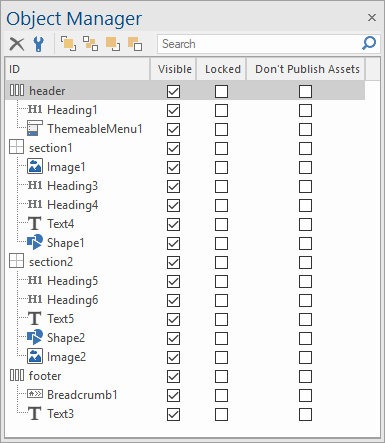 Object Manager
Search
ID Visible Locked Don't Publish Assets
header
H1 Heading1
ThemeableMenu1
section1
Image1
H1 Heading3
H1 Heading4
T Text4
Shape1
section2
H1 Heading5
H1 Heading6
T Text5
Shape2
Image2
footer
Breadcrumb1
T Text3